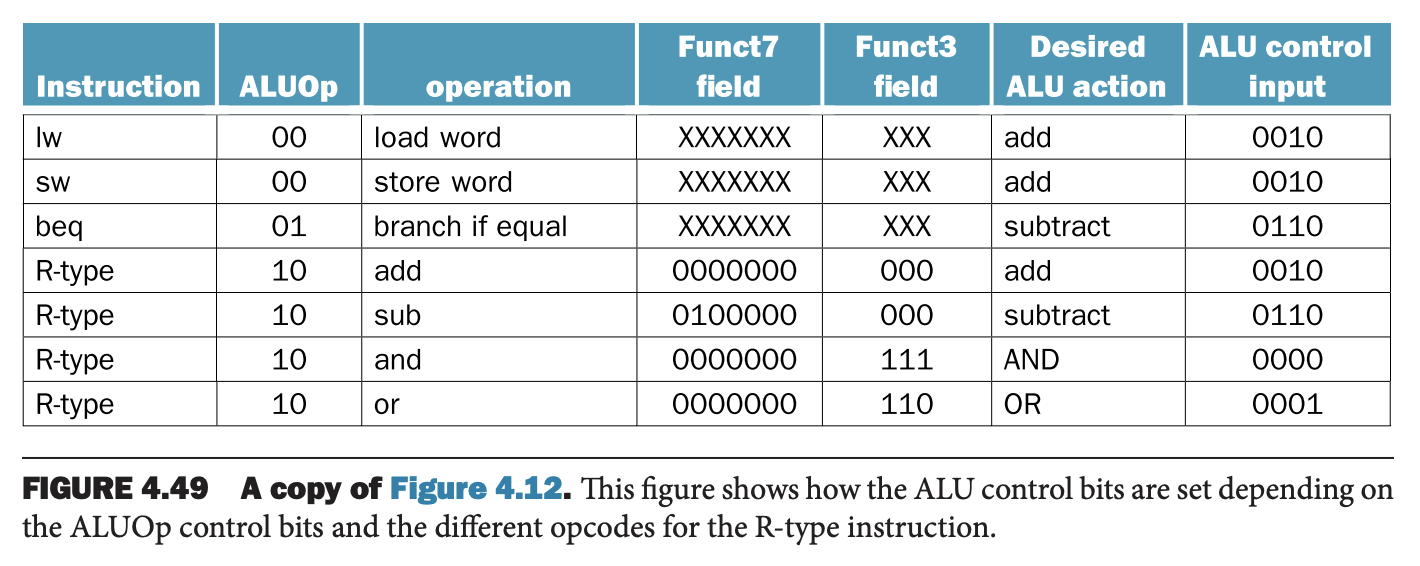 Instruction ALUOp operation Funct7 field Funct3 field Desired ALU action ALU control input
lw 00 load word XXXXXXX XXX add 0010
sw 00 store word XXXXXXX XXX add 0010
beq 01 branch if equal XXXXXXX XXX subtract 0110
R-type 10 add 0000000 000 add 0010
R-type 10 sub 0100000 000 subtract 0110
R-type 10 and 0000000 111 AND 0000
R-type 10 or 0000000 110 OR 0001
FIGURE 4.49 A copy of Figure 4.12. This figure shows how the ALU control bits are set depending on
the ALUOp control bits and the different opcodes for the R-type instruction.